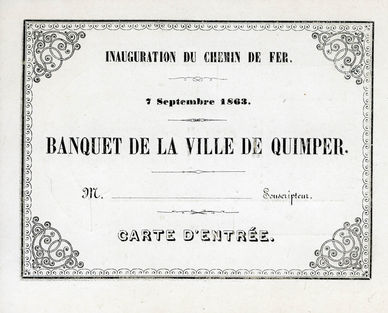 INAUGURATION DU CHEMIN DE FER.
7 Septembre 1863.
BANQUET DE LA VILLE DE QUIMPER.
M. Souscripteur.
CARTE D'ENTRÉE.